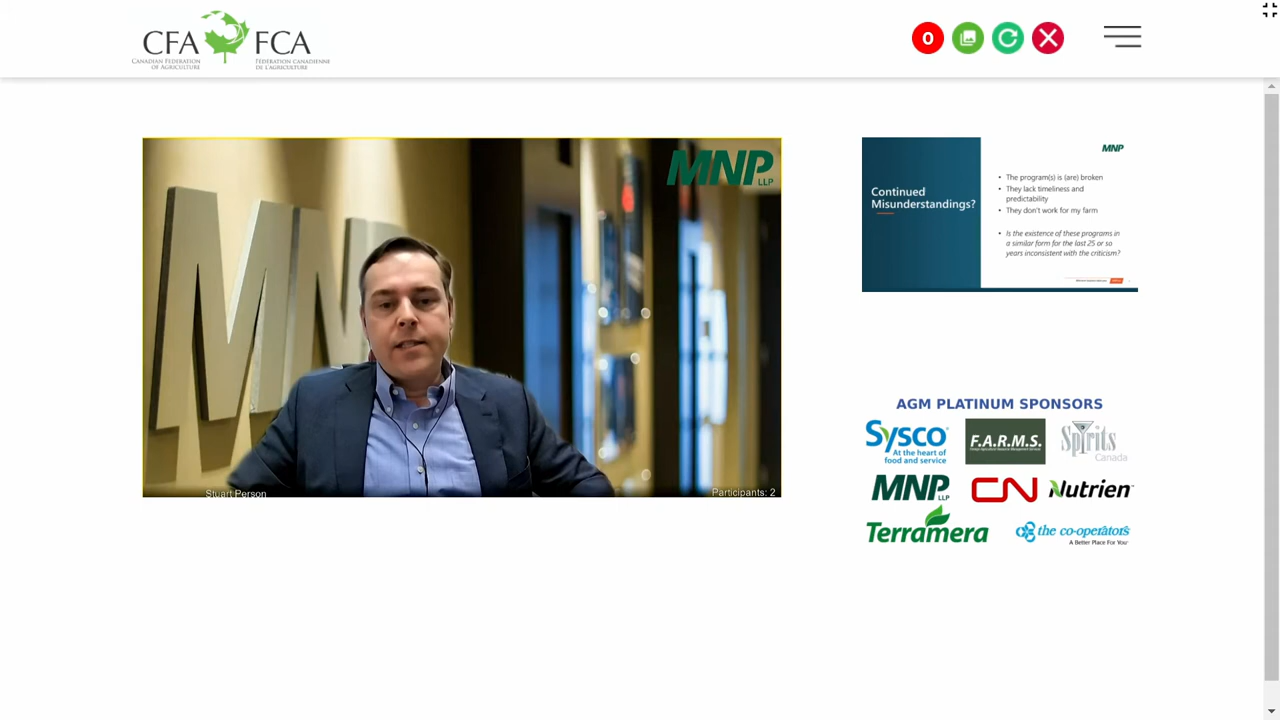 CFA FCA
CANADIAN FEDERATION
OF AGRICULTURE
FÉDÉRATION CANADIENNE
DE L'AGRICULTURE
0
MNP
LLP
MN
Stuart Person
Participants: 2
MNP
Continued
Misunderstandings?
• The program(s) is (are) broken
• They lack timeliness and
predictability
• They don't work for my farm
• Is the existence of these programs in
a similar form for the last 25 or so
years inconsistent with the criticism?
AGM PLATINUM SPONSORS
Sysco
At the heart of
food and service
F.A.R.M.S.
Spirits
Canada
MNP
LLP
CN
Nutrien™
Terramera
the co-operators
A Better Place For You™